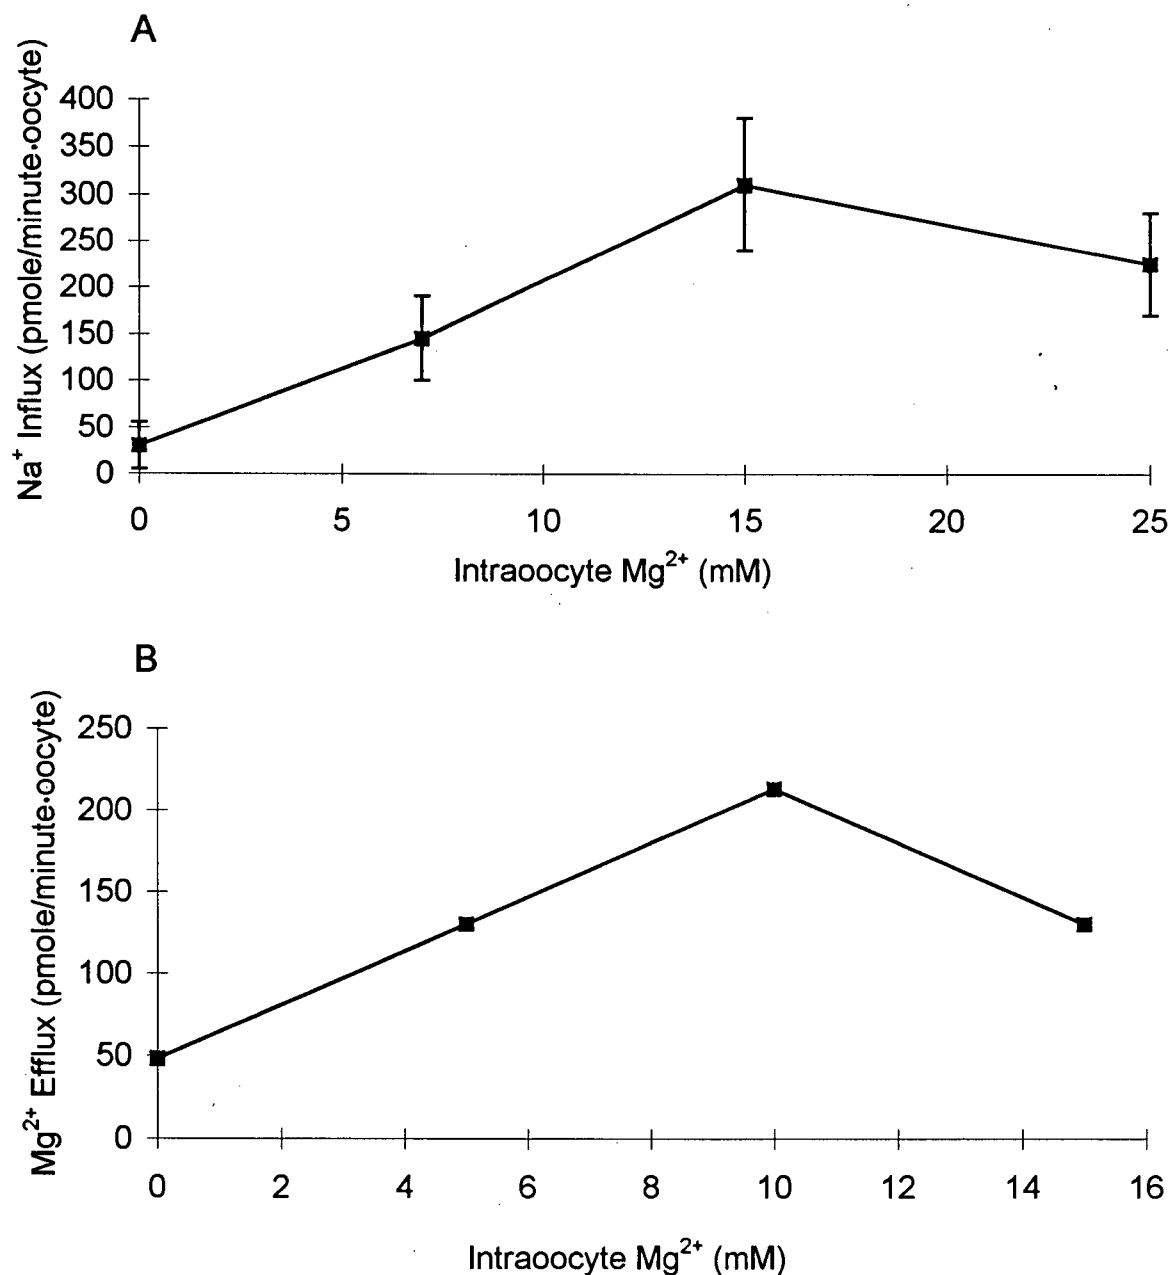 A
Na⁺ Influx (pmole/minute·oocyte)
400
350
300
250
200
150
100
50
0
0 5 10 15 20 25
Intraoocyte Mg²⁺ (mM)
B
Mg²⁺ Efflux (pmole/minute·oocyte)
250
200
150
100
50
0
0 2 4 6 8 10 12 14 16
Intraoocyte Mg²⁺ (mM)